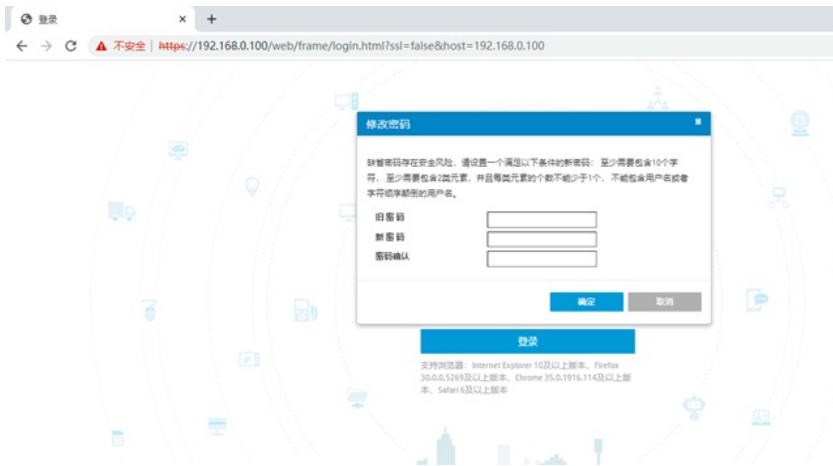 登录
不安全 | https://192.168.0.100/web/frame/login.html?ssl=false&host=192.168.0.100
修改密码
缺省密码存在安全风险，请设置一个满足以下条件的新密码： 至少需要包含10个字
符， 至少需要包含2类元素，并且每类元素的个数不能少于1个， 不能包含用户名或者
字符顺序颠倒的用户名。
旧密码
新密码
密码确认
确定 取消
登录
支持浏览器： Internet Explorer 10及以上版本、Firefox
30.0.0.5269及以上版本、Chrome 35.0.1916.114及以上版
本、Safari 6及以上版本